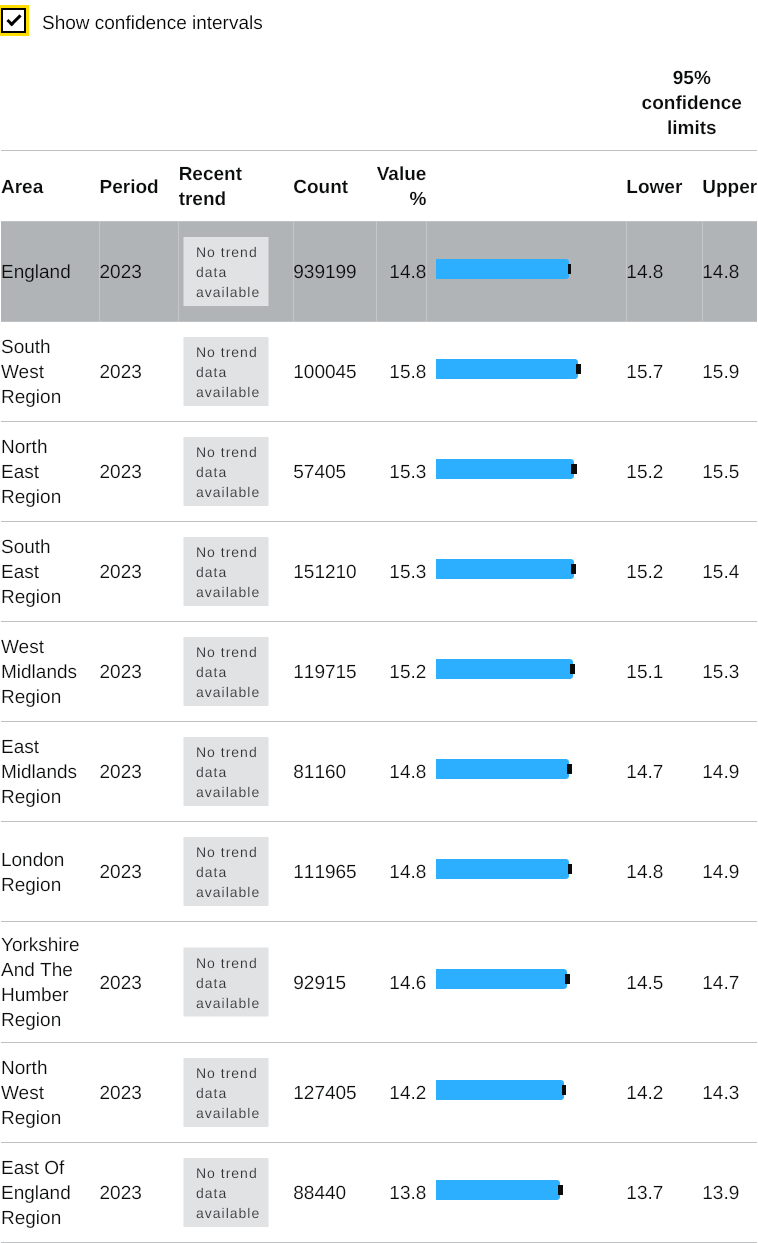 Show confidence intervals
95%
confidence
limits
Area Period Recent trend Count Value % Lower Upper
England 2023 No trend data available 939199 14.8 14.8 14.8
South West Region 2023 No trend data available 100045 15.8 15.7 15.9
North East Region 2023 No trend data available 57405 15.3 15.2 15.5
South East Region 2023 No trend data available 151210 15.3 15.2 15.4
West Midlands Region 2023 No trend data available 119715 15.2 15.1 15.3
East Midlands Region 2023 No trend data available 81160 14.8 14.7 14.9
London Region 2023 No trend data available 111965 14.8 14.8 14.9
Yorkshire And The Humber Region 2023 No trend data available 92915 14.6 14.5 14.7
North West Region 2023 No trend data available 127405 14.2 14.2 14.3
East Of England Region 2023 No trend data available 88440 13.8 13.7 13.9